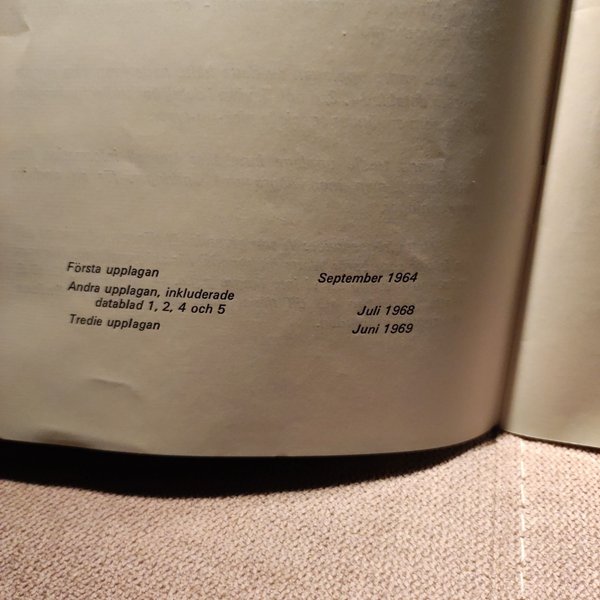 Första upplagan September 1964
Andra upplagan, inkluderade
datablad 1, 2, 4 och 5 Juli 1968
Tredie upplagan Juni 1969